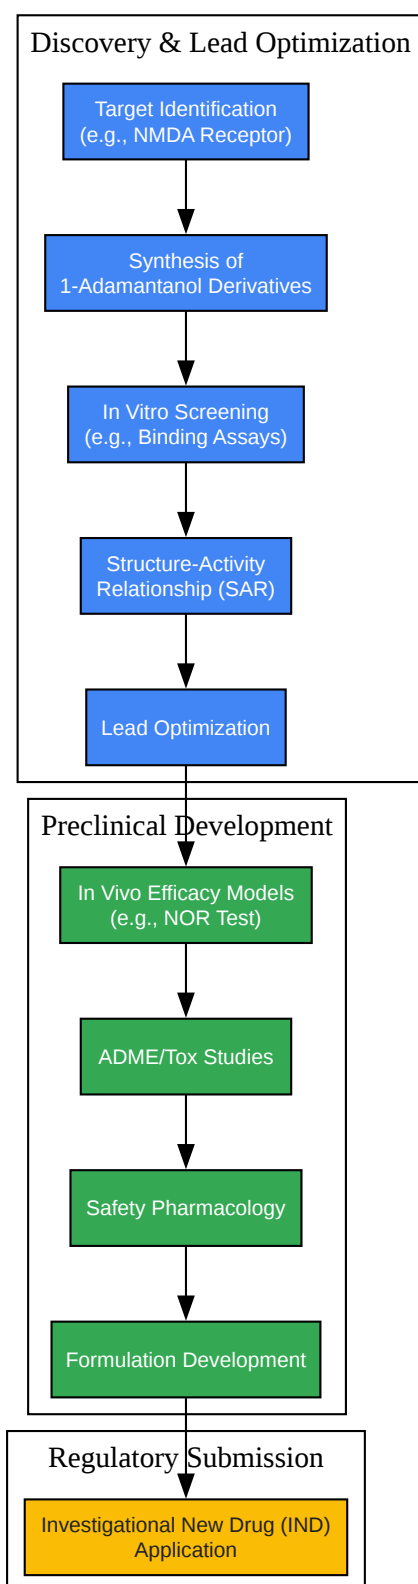 Discovery & Lead Optimization
Target Identification
(e.g., NMDA Receptor)
Synthesis of
1-Adamantanol Derivatives
In Vitro Screening
(e.g., Binding Assays)
Structure-Activity
Relationship (SAR)
Lead Optimization
Preclinical Development
In Vivo Efficacy Models
(e.g., NOR Test)
ADME/Tox Studies
Safety Pharmacology
Formulation Development
Regulatory Submission
Investigational New Drug (IND)
Application